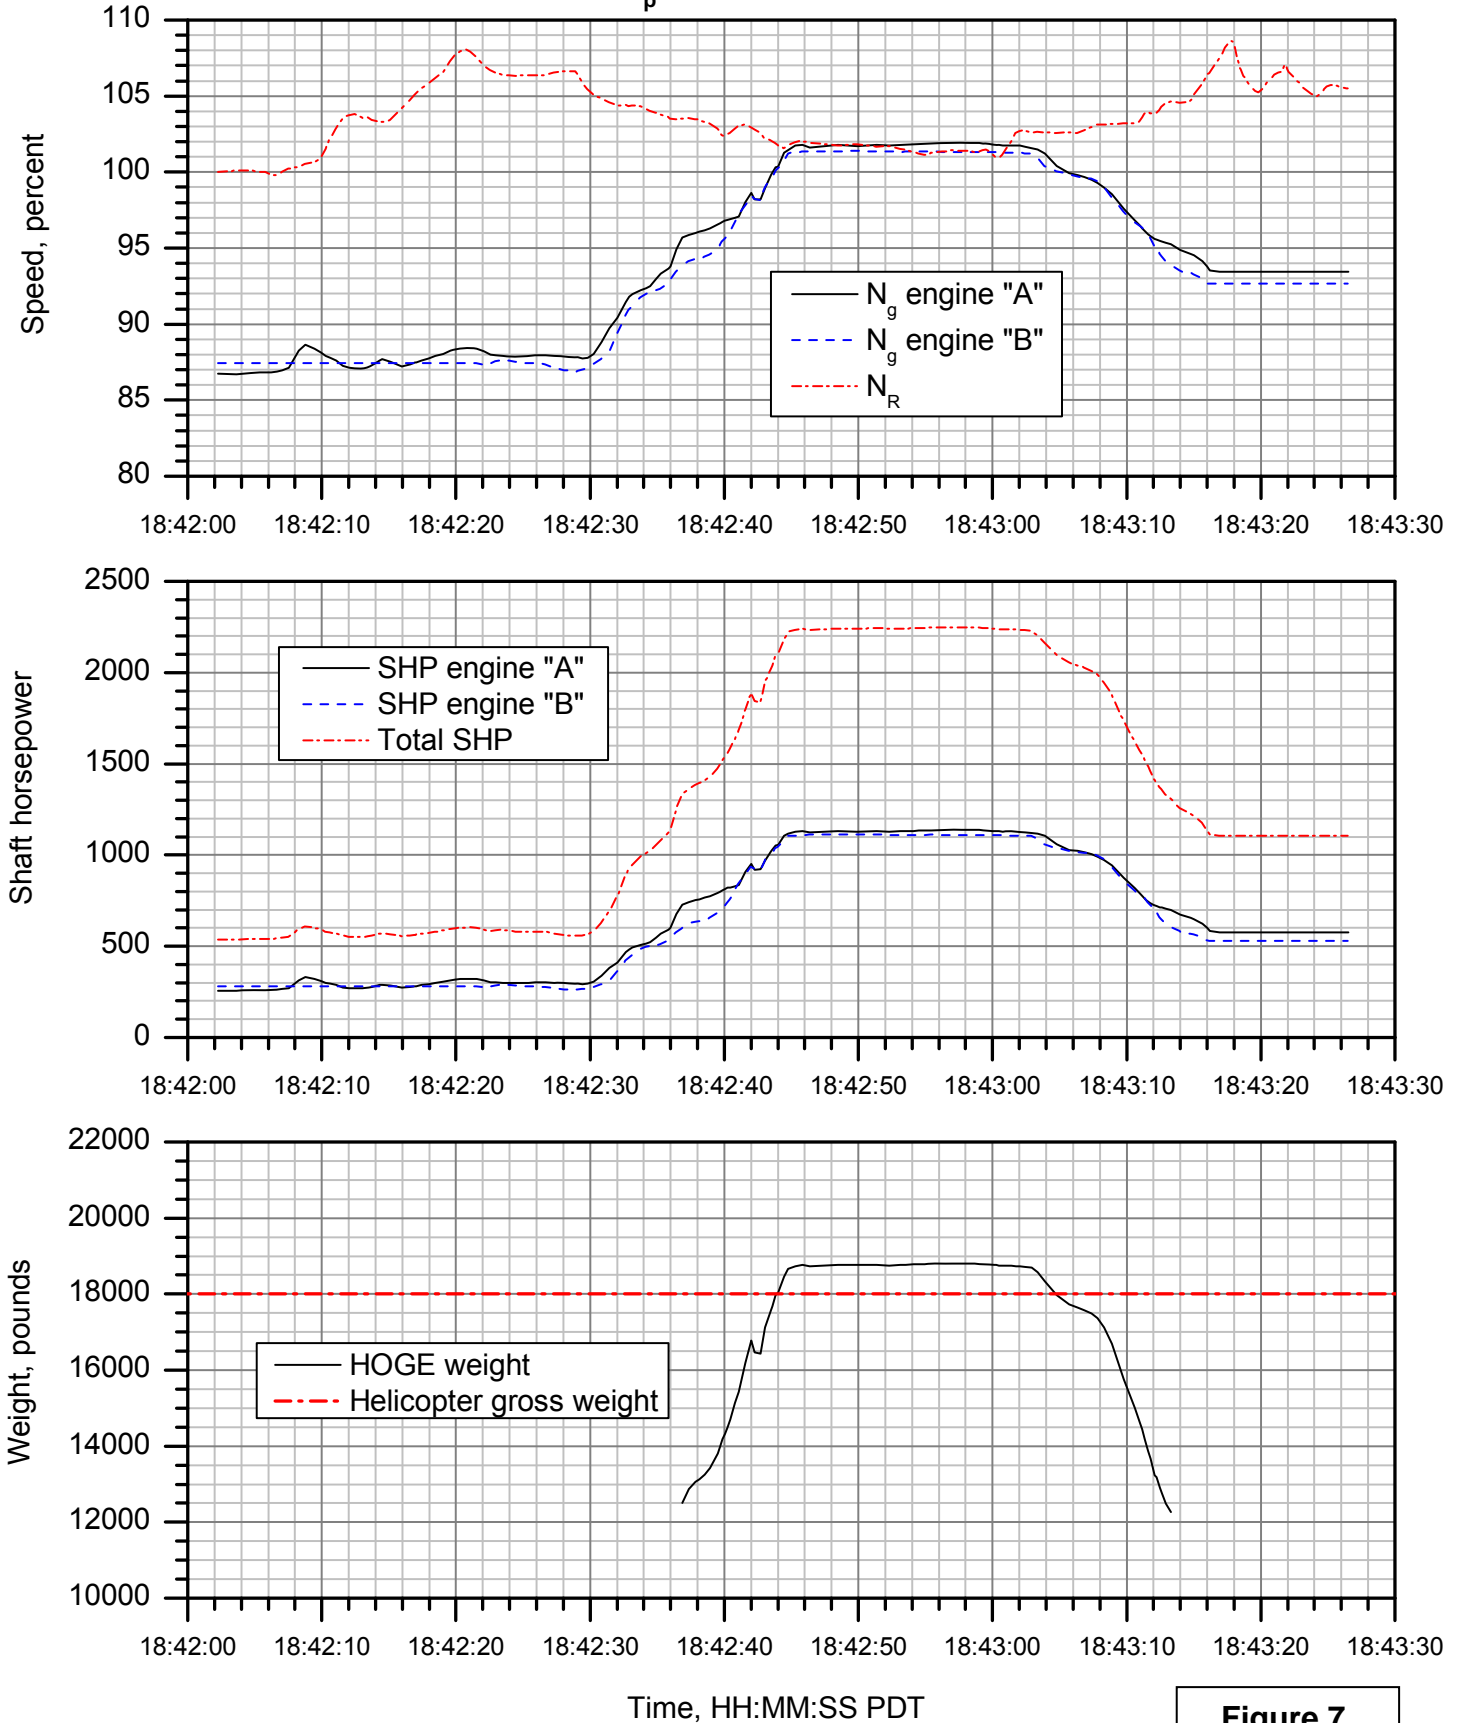 p
110
105
100
95
90
85
80
Speed, percent
N_g engine "A"
N_g engine "B"
N_R
18:42:00 18:42:10 18:42:20 18:42:30 18:42:40 18:42:50 18:43:00 18:43:10 18:43:20 18:43:30
2500
2000
1500
1000
500
0
Shaft horsepower
SHP engine "A"
SHP engine "B"
Total SHP
18:42:00 18:42:10 18:42:20 18:42:30 18:42:40 18:42:50 18:43:00 18:43:10 18:43:20 18:43:30
22000
20000
18000
16000
14000
12000
10000
Weight, pounds
HOGE weight
Helicopter gross weight
18:42:00 18:42:10 18:42:20 18:42:30 18:42:40 18:42:50 18:43:00 18:43:10 18:43:20 18:43:30
Time, HH:MM:SS PDT
Figure 7